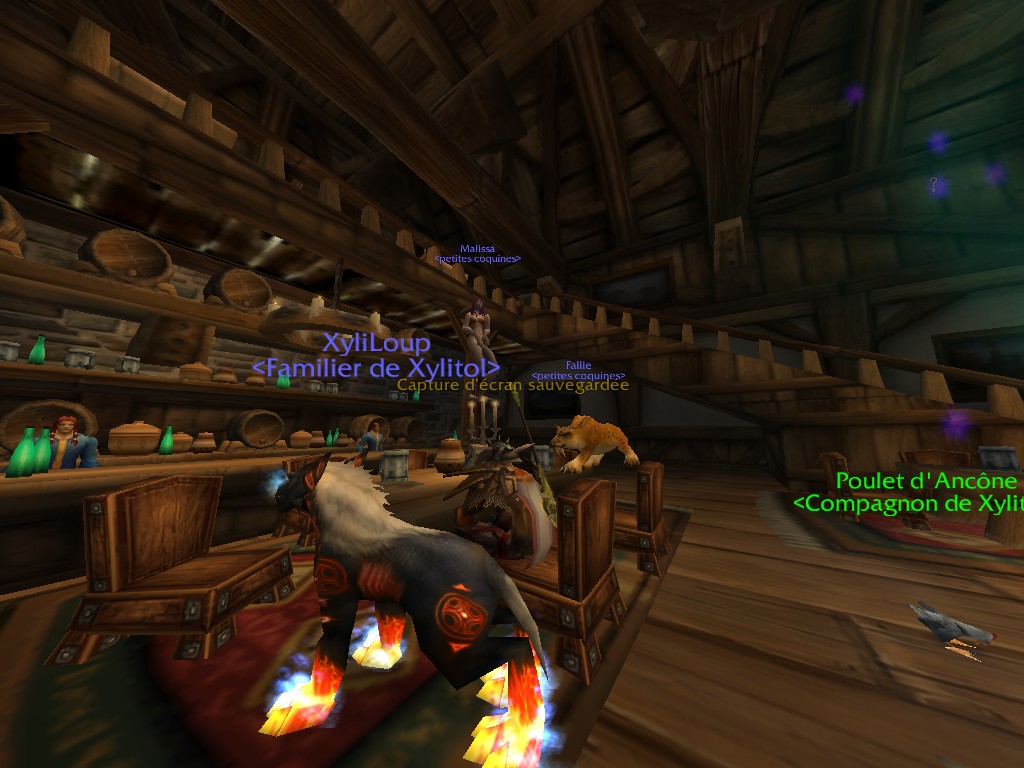 Malissa
<petites coquines>
XyliLoup
<Familier de Xylitol>
Fallie
<petites coquines>
Capture d'écran sauvegardée
Poulet d'Ancône
<Compagnon de Xylit